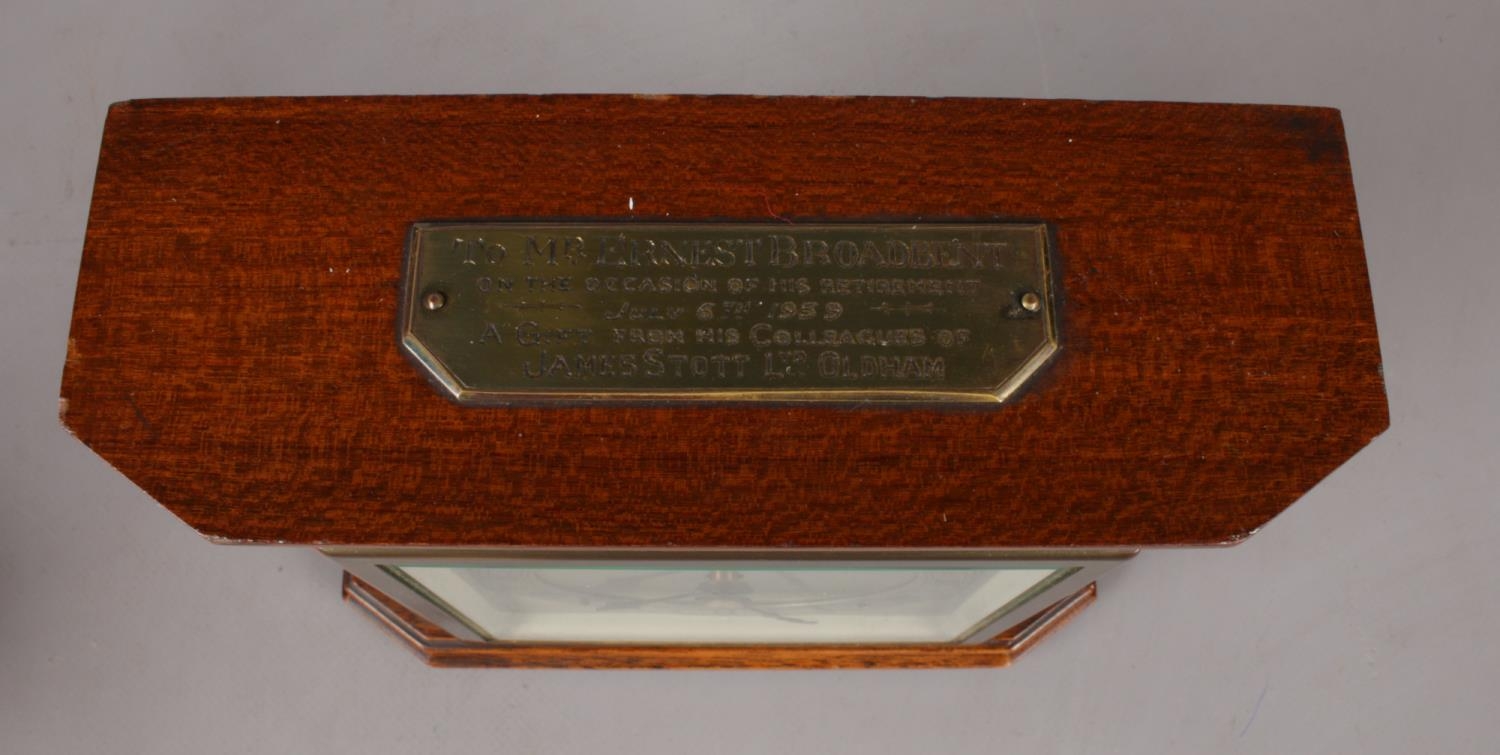 To Mr. Ernest Broadbent
on the occasion of his retirement
July 6th 1939
A Gift from his Colleagues of
James Stott Ltd Oldham